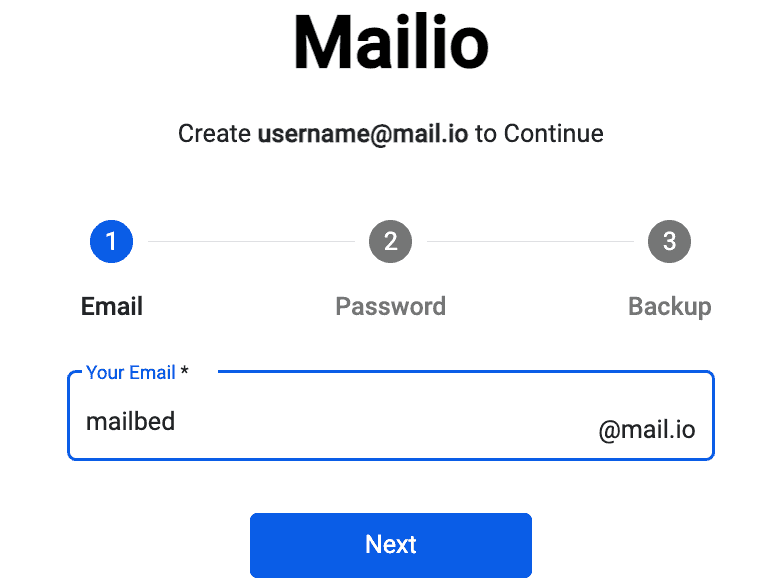 Mailio
Create username@mail.io to Continue
1 2 3
Email Password Backup
Your Email *
mailbed @mail.io
Next